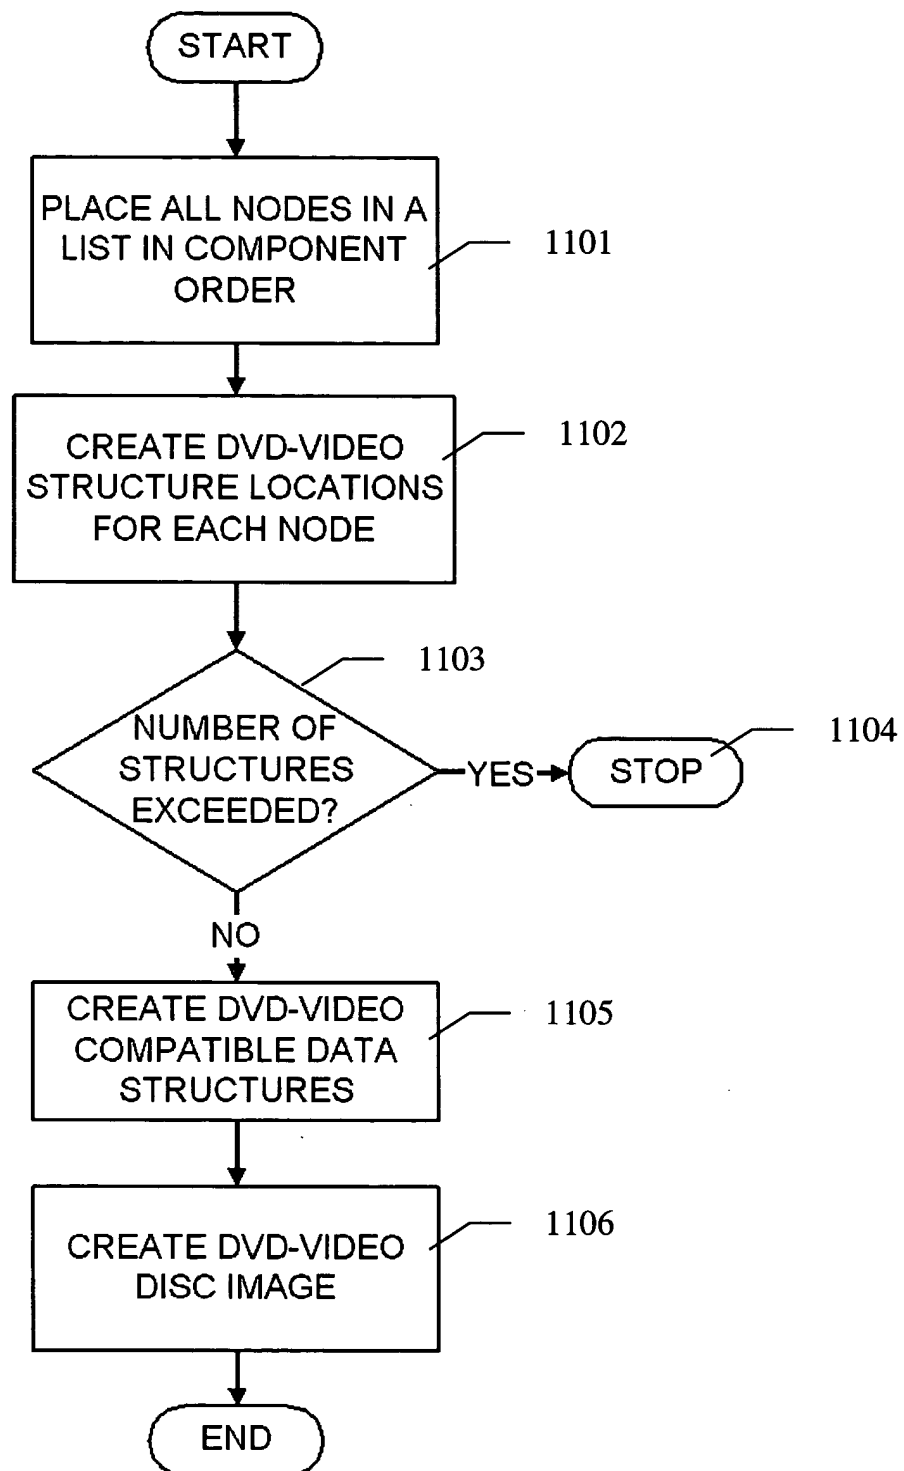 START
PLACE ALL NODES IN A
LIST IN COMPONENT
ORDER
1101
CREATE DVD-VIDEO
STRUCTURE LOCATIONS
FOR EACH NODE
1102
1103
NUMBER OF
STRUCTURES
EXCEEDED?
YES
STOP
1104
NO
CREATE DVD-VIDEO
COMPATIBLE DATA
STRUCTURES
1105
CREATE DVD-VIDEO
DISC IMAGE
1106
END